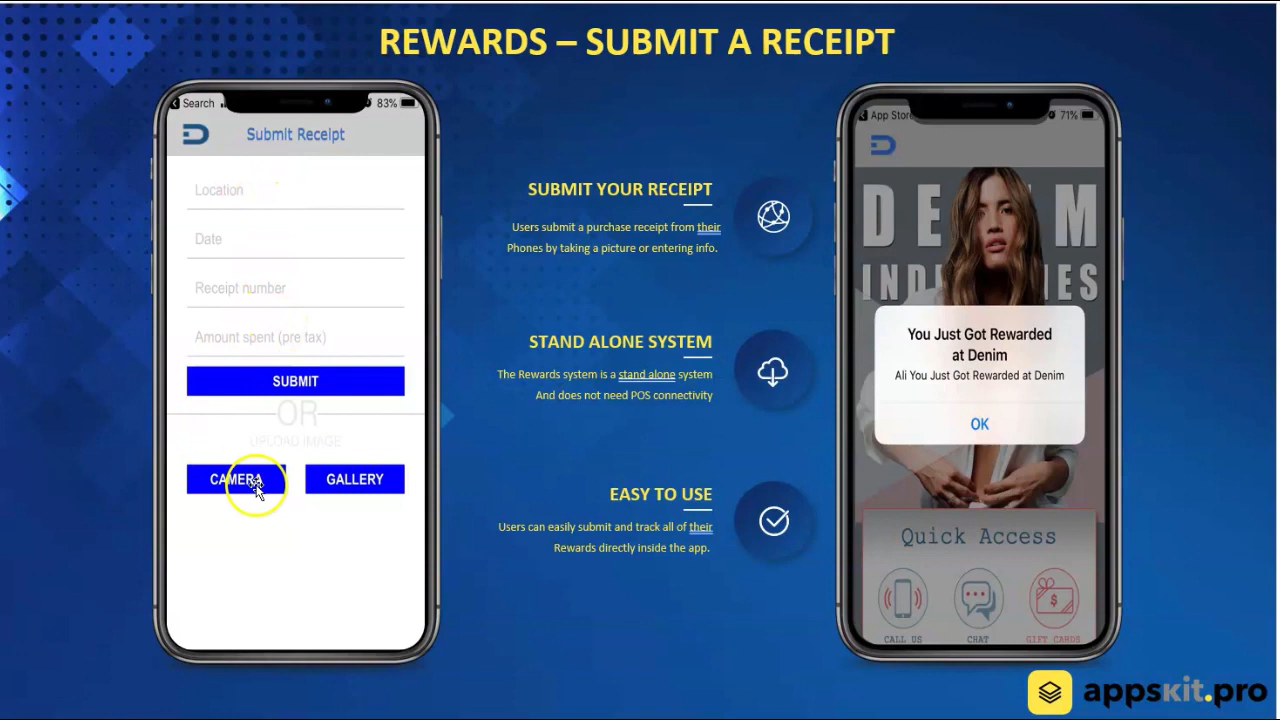 REWARDS – SUBMIT A RECEIPT
Search
83%
Submit Receipt
Location
Date
Receipt number
Amount spent (pre tax)
SUBMIT
OR
UPLOAD IMAGE
CAMERA
GALLERY
SUBMIT YOUR RECEIPT
Users submit a purchase receipt from their
Phones by taking a picture or entering info.
STAND ALONE SYSTEM
The Rewards system is a stand alone system
And does not need POS connectivity
EASY TO USE
Users can easily submit and track all of their
Rewards directly inside the app.
App Store
71%
You Just Got Rewarded
at Denim
Ali You Just Got Rewarded at Denim
OK
Quick Access
CALL US
CHAT
GIFT CARDS
appskit.pro